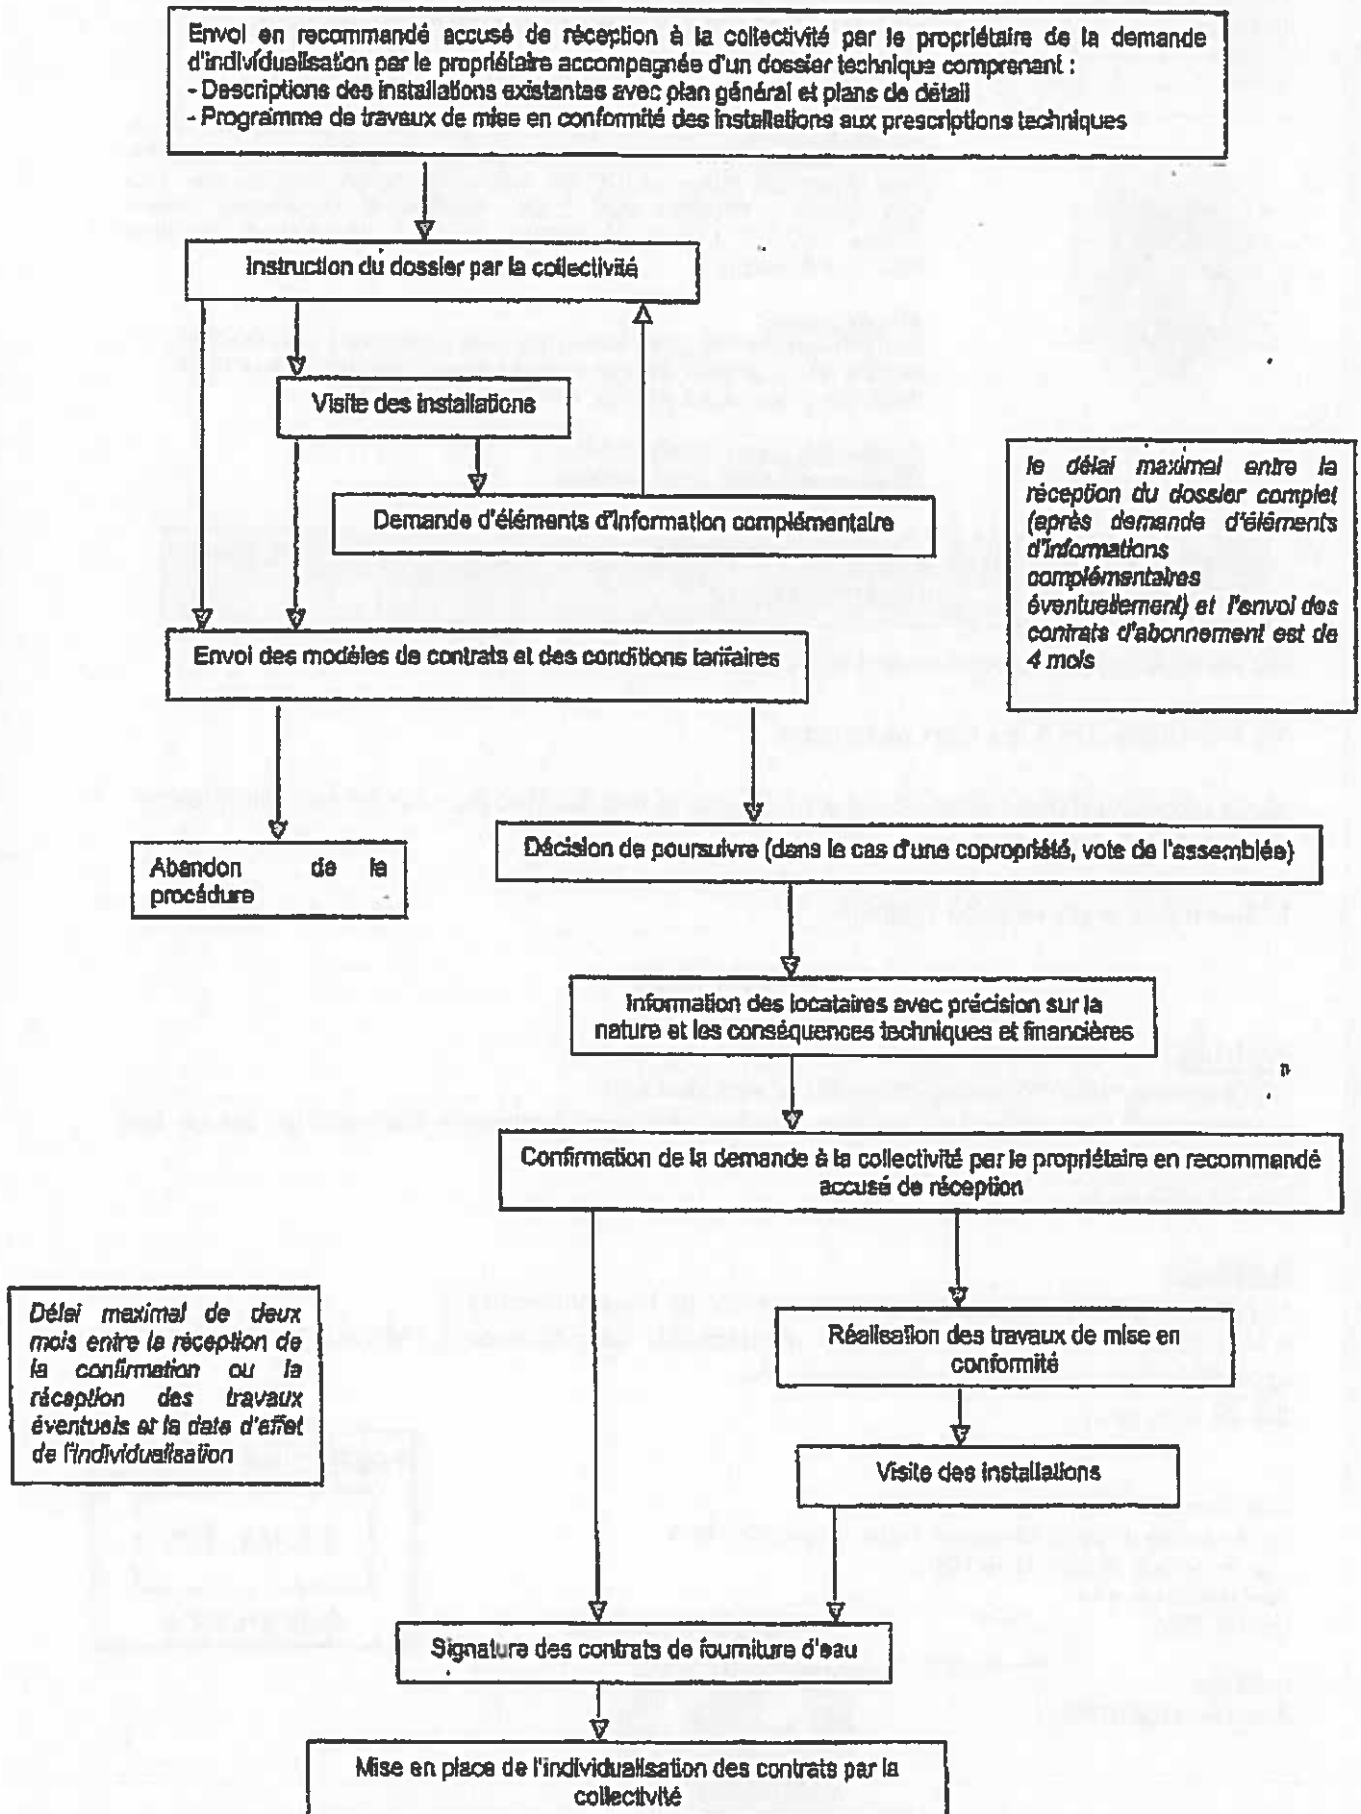 Envoi en recommandé accusé de réception à la collectivité par le propriétaire de la demande
d'individualisation par le propriétaire accompagnée d'un dossier technique comprenant :
- Descriptions des installations existantes avec plan général et plans de détail
- Programme de travaux de mise en conformité des installations aux prescriptions techniques
Instruction du dossier par la collectivité
Visite des installations
Demande d'éléments d'information complémentaire
le délai maximal entre la
réception du dossier complet
(après demande d'éléments
d'informations
complémentaires
éventuellement) et l'envoi des
contrats d'abonnement est de
4 mois
Envoi des modèles de contrats et des conditions tarifaires
Abandon de la
procédure
Décision de poursuivre (dans le cas d'une copropriété, vote de l'assemblée)
Information des locataires avec précision sur la
nature et les conséquences techniques et financières
Confirmation de la demande à la collectivité par le propriétaire en recommandé
accusé de réception
Délai maximal de deux
mois entre la réception de
la confirmation ou la
réception des travaux
éventuels et la date d'effet
de l'individualisation
Réalisation des travaux de mise en
conformité
Visite des installations
Signature des contrats de fourniture d'eau
Mise en place de l'individualisation des contrats par la
collectivité